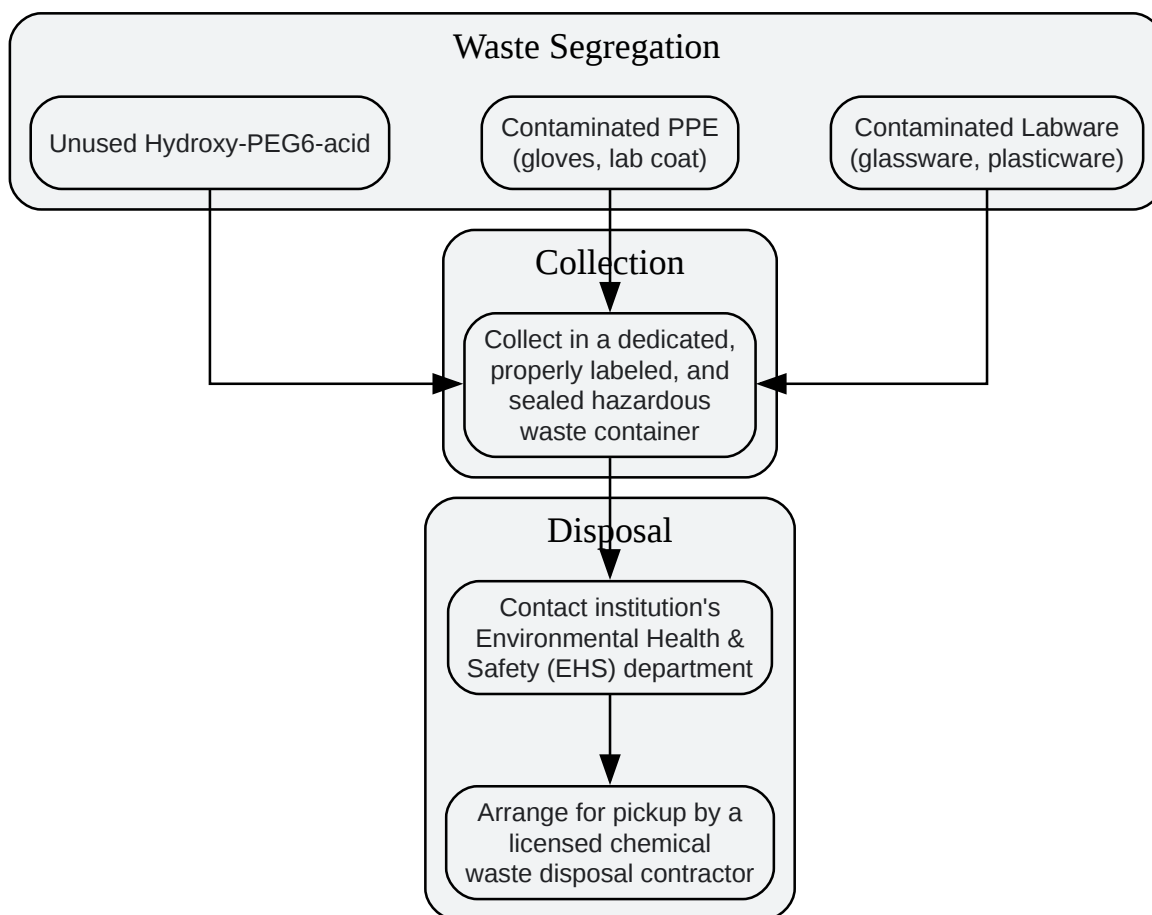 Waste Segregation
Unused Hydroxy-PEG6-acid
Contaminated PPE
(gloves, lab coat)
Contaminated Labware
(glassware, plasticware)
Collection
Collect in a dedicated,
properly labeled, and
sealed hazardous
waste container
Disposal
Contact institution's
Environmental Health &
Safety (EHS) department
Arrange for pickup by a
licensed chemical
waste disposal contractor